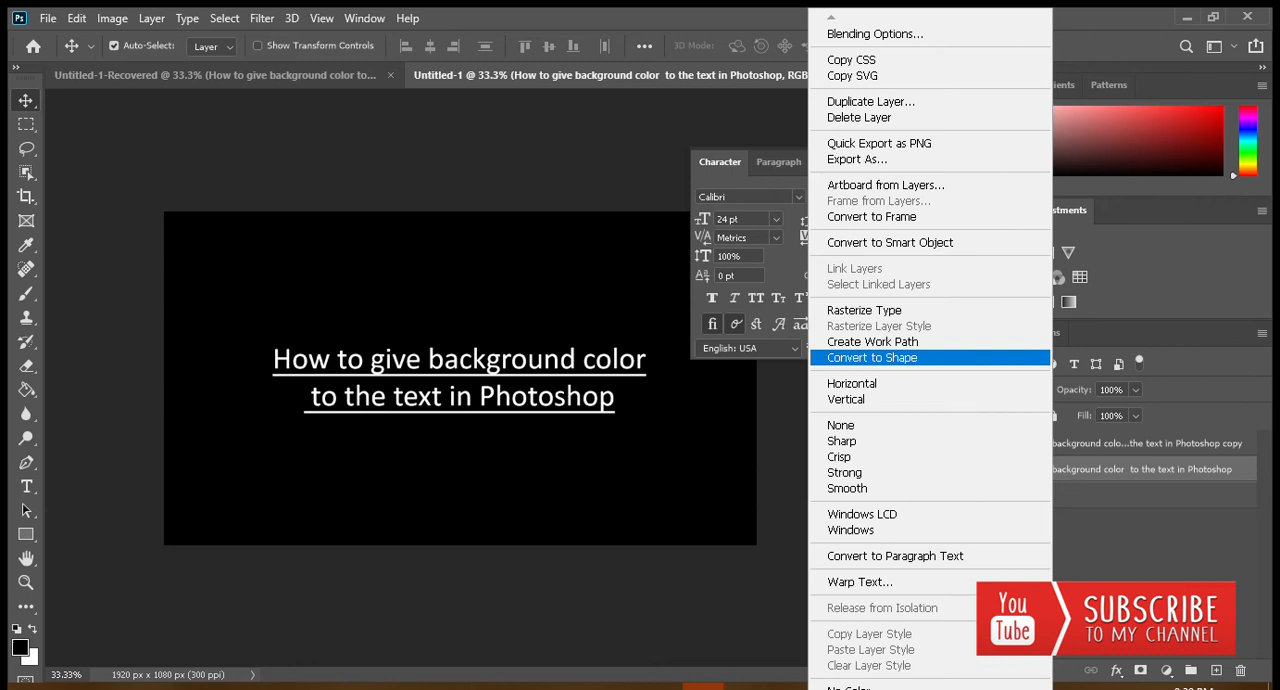 Ps File Edit Image Layer Type Select Filter 3D View Window Help
Auto-Select: Layer Show Transform Controls 3D Mode:
Untitled-1-Recovered @ 33.3% (How to give background color to... × Untitled-1 @ 33.3% (How to give background color to the text in Photoshop, RGB
Character Paragraph
Calibri
24 pt
Metrics
100%
0 pt
English: USA
How to give background color
to the text in Photoshop
Blending Options...
Copy CSS
Copy SVG
Duplicate Layer...
Delete Layer
Quick Export as PNG
Export As...
Artboard from Layers...
Frame from Layers...
Convert to Frame
Convert to Smart Object
Link Layers
Select Linked Layers
Rasterize Type
Rasterize Layer Style
Create Work Path
Convert to Shape
Horizontal
Vertical
None
Sharp
Crisp
Strong
Smooth
Windows LCD
Windows
Convert to Paragraph Text
Warp Text...
Release from Isolation
Copy Layer Style
Paste Layer Style
Clear Layer Style
No Color
Patterns
Opacity: 100%
Fill: 100%
background colo...the text in Photoshop copy
background color to the text in Photoshop
You Tube
SUBSCRIBE
TO MY CHANNEL
33.33% 1920 px x 1080 px (300 ppi)